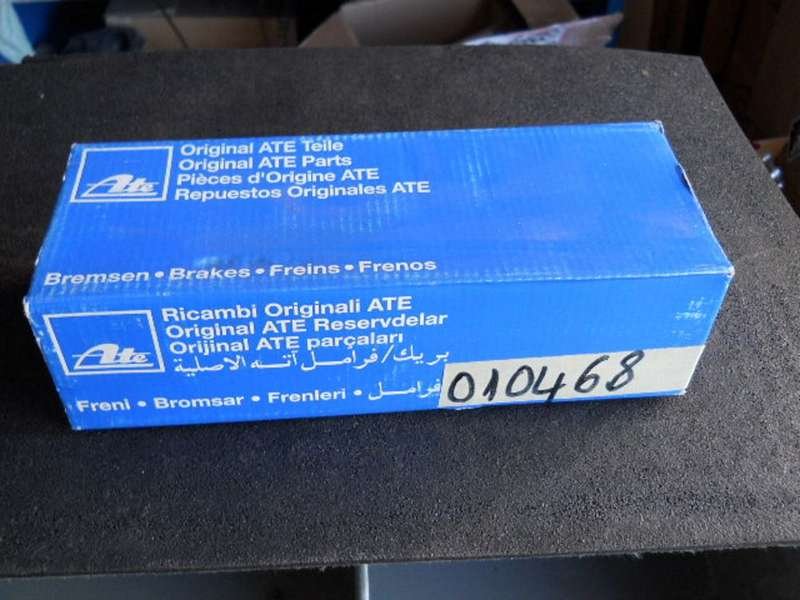 Ate
Original ATE Teile
Original ATE Parts
Pièces d'Origine ATE
Repuestos Originales ATE
Bremsen • Brakes • Freins • Frenos
Ate
Ricambi Originali ATE
Original ATE Reservdelar
Orijinal ATE parçaları
بريك/فرامل آته الاصلية
Freni • Bromsar • Frenleri • فرامل
010468